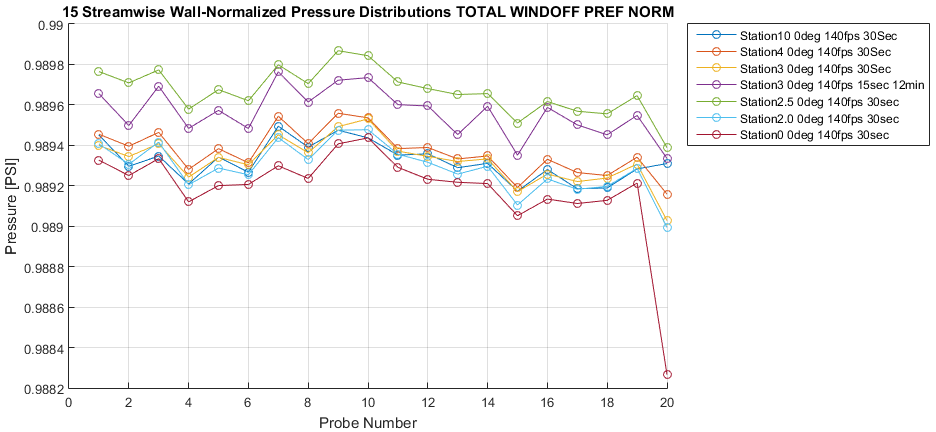 15 Streamwise Wall-Normalized Pressure Distributions TOTAL WINDOFF PREF NORM
0.99
0.9898
0.9896
0.9894
0.9892
0.989
0.9888
0.9886
0.9884
0.9882
Pressure [PSI]
0 2 4 6 8 10 12 14 16 18 20
Probe Number
Station10 0deg 140fps 30Sec
Station4 0deg 140fps 30Sec
Station3 0deg 140fps 30Sec
Station3 0deg 140fps 15sec 12min
Station2.5 0deg 140fps 30sec
Station2.0 0deg 140fps 30sec
Station0 0deg 140fps 30sec